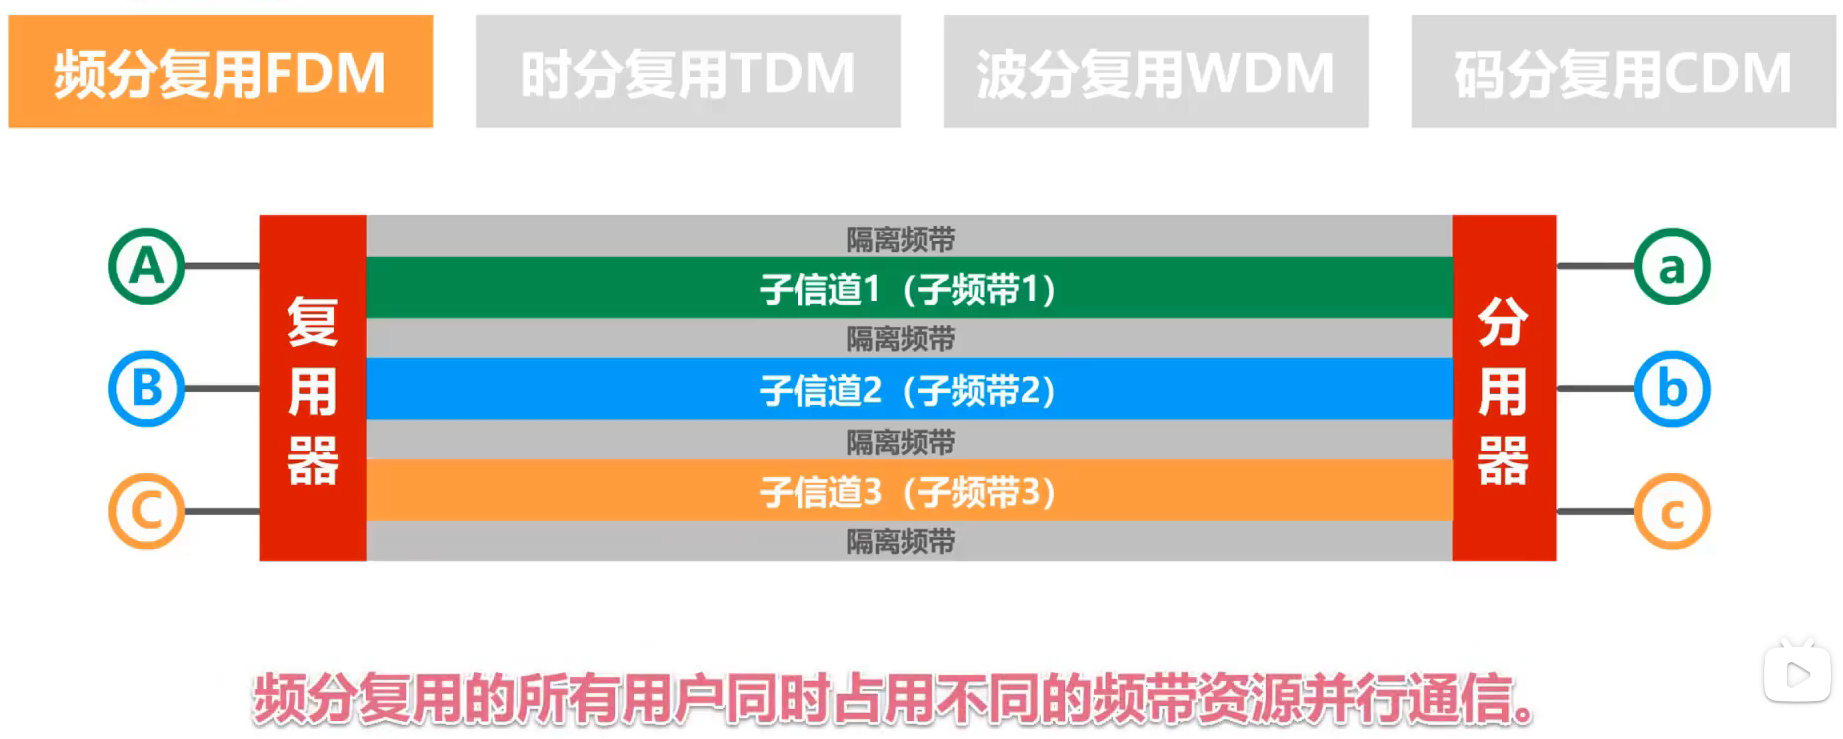 频分复用FDM
时分复用TDM
波分复用WDM
码分复用CDM
隔离频带
A
子信道1（子频带1）
a
复用器
分用器
隔离频带
B
子信道2（子频带2）
b
隔离频带
C
子信道3（子频带3）
c
隔离频带
频分复用的所有用户同时占用不同的频带资源并行通信。